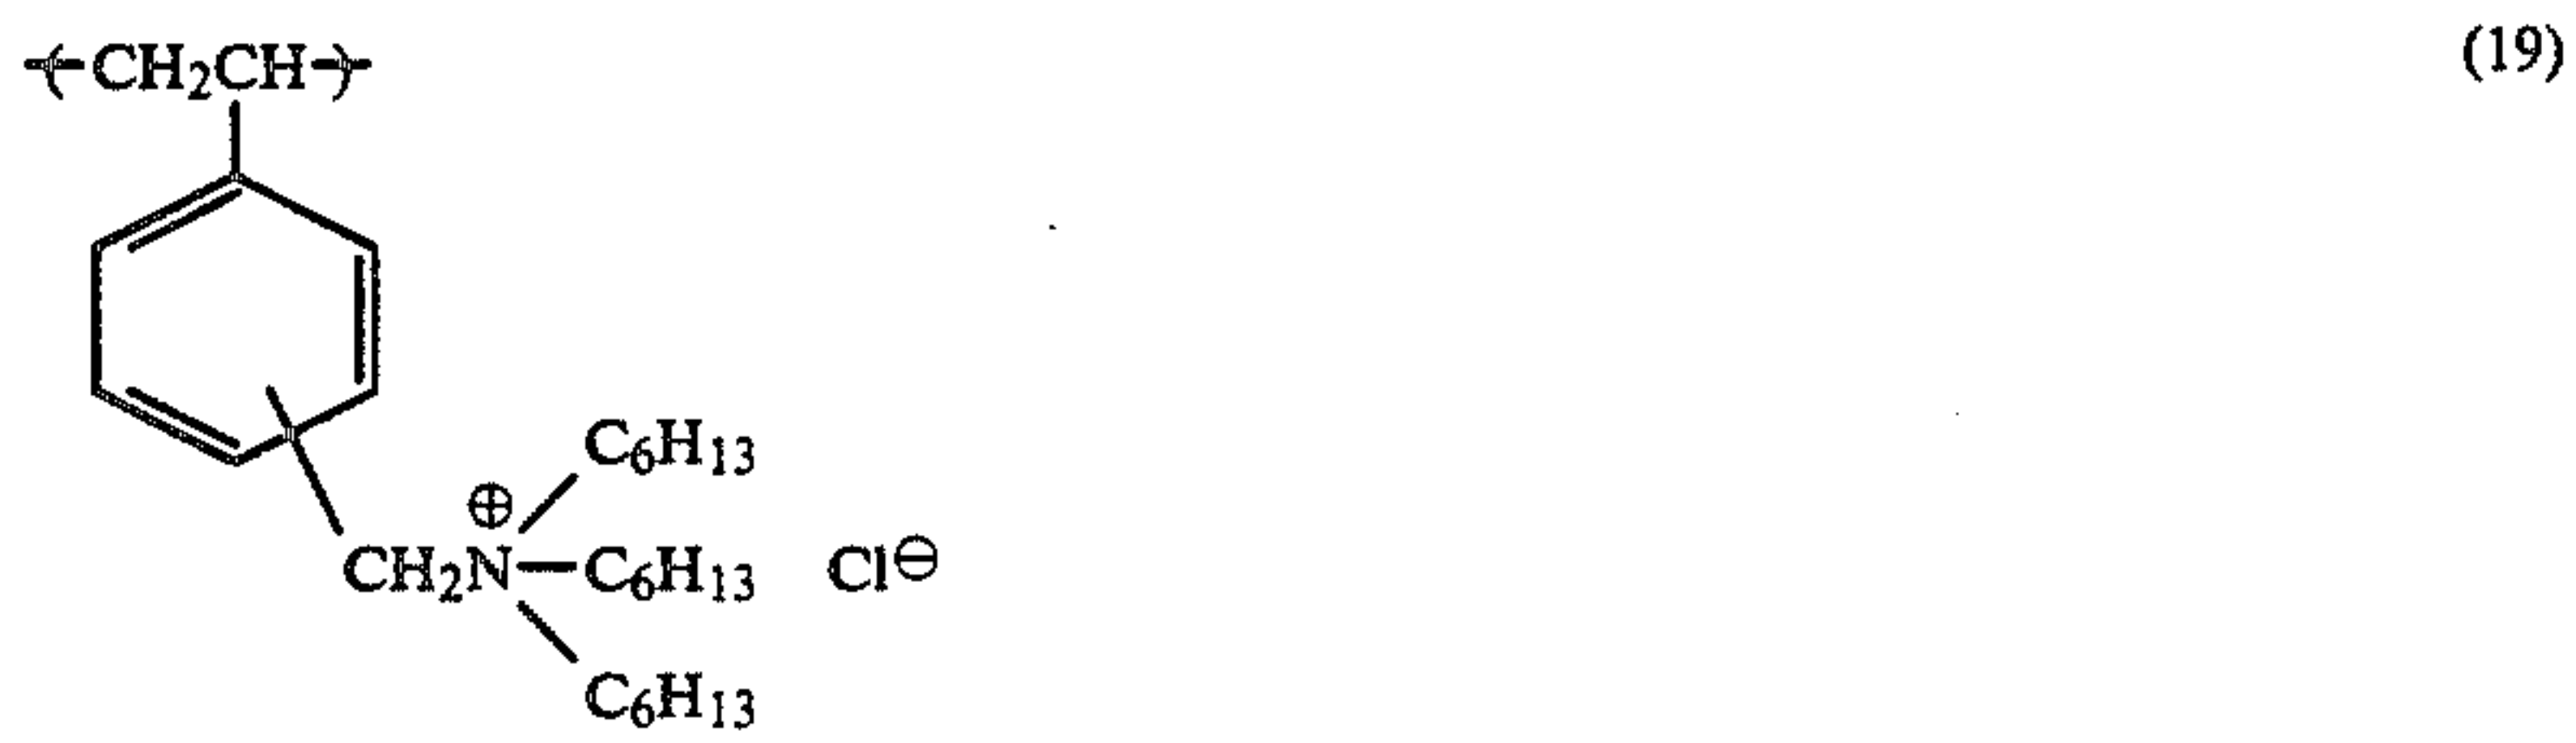 -(-CH₂CH-)- (19)
C₆H₁₃
⊕
CH₂N—C₆H₁₃ Cl⊖
C₆H₁₃